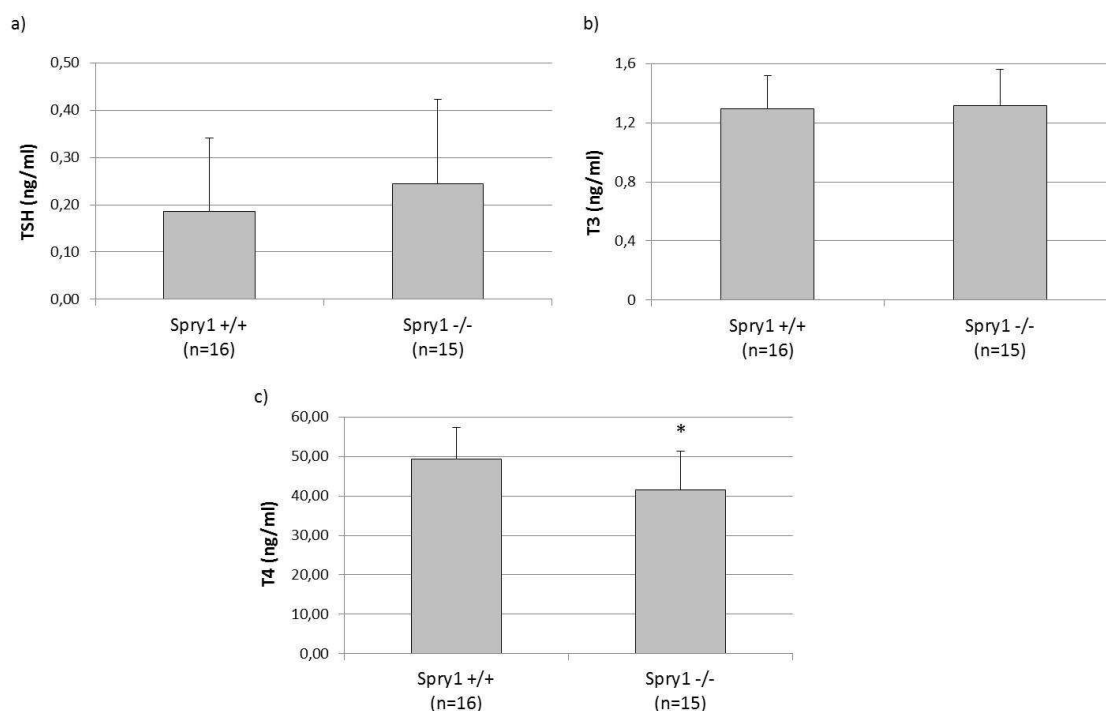 a)
TSH (ng/ml)
0,50
0,40
0,30
0,20
0,10
0,00
Spry1 +/+
(n=16)
Spry1 -/-
(n=15)
b)
T3 (ng/ml)
1,6
1,2
0,8
0,4
0
Spry1 +/+
(n=16)
Spry1 -/-
(n=15)
c)
T4 (ng/ml)
60,00
50,00
40,00
30,00
20,00
10,00
0,00
*
Spry1 +/+
(n=16)
Spry1 -/-
(n=15)